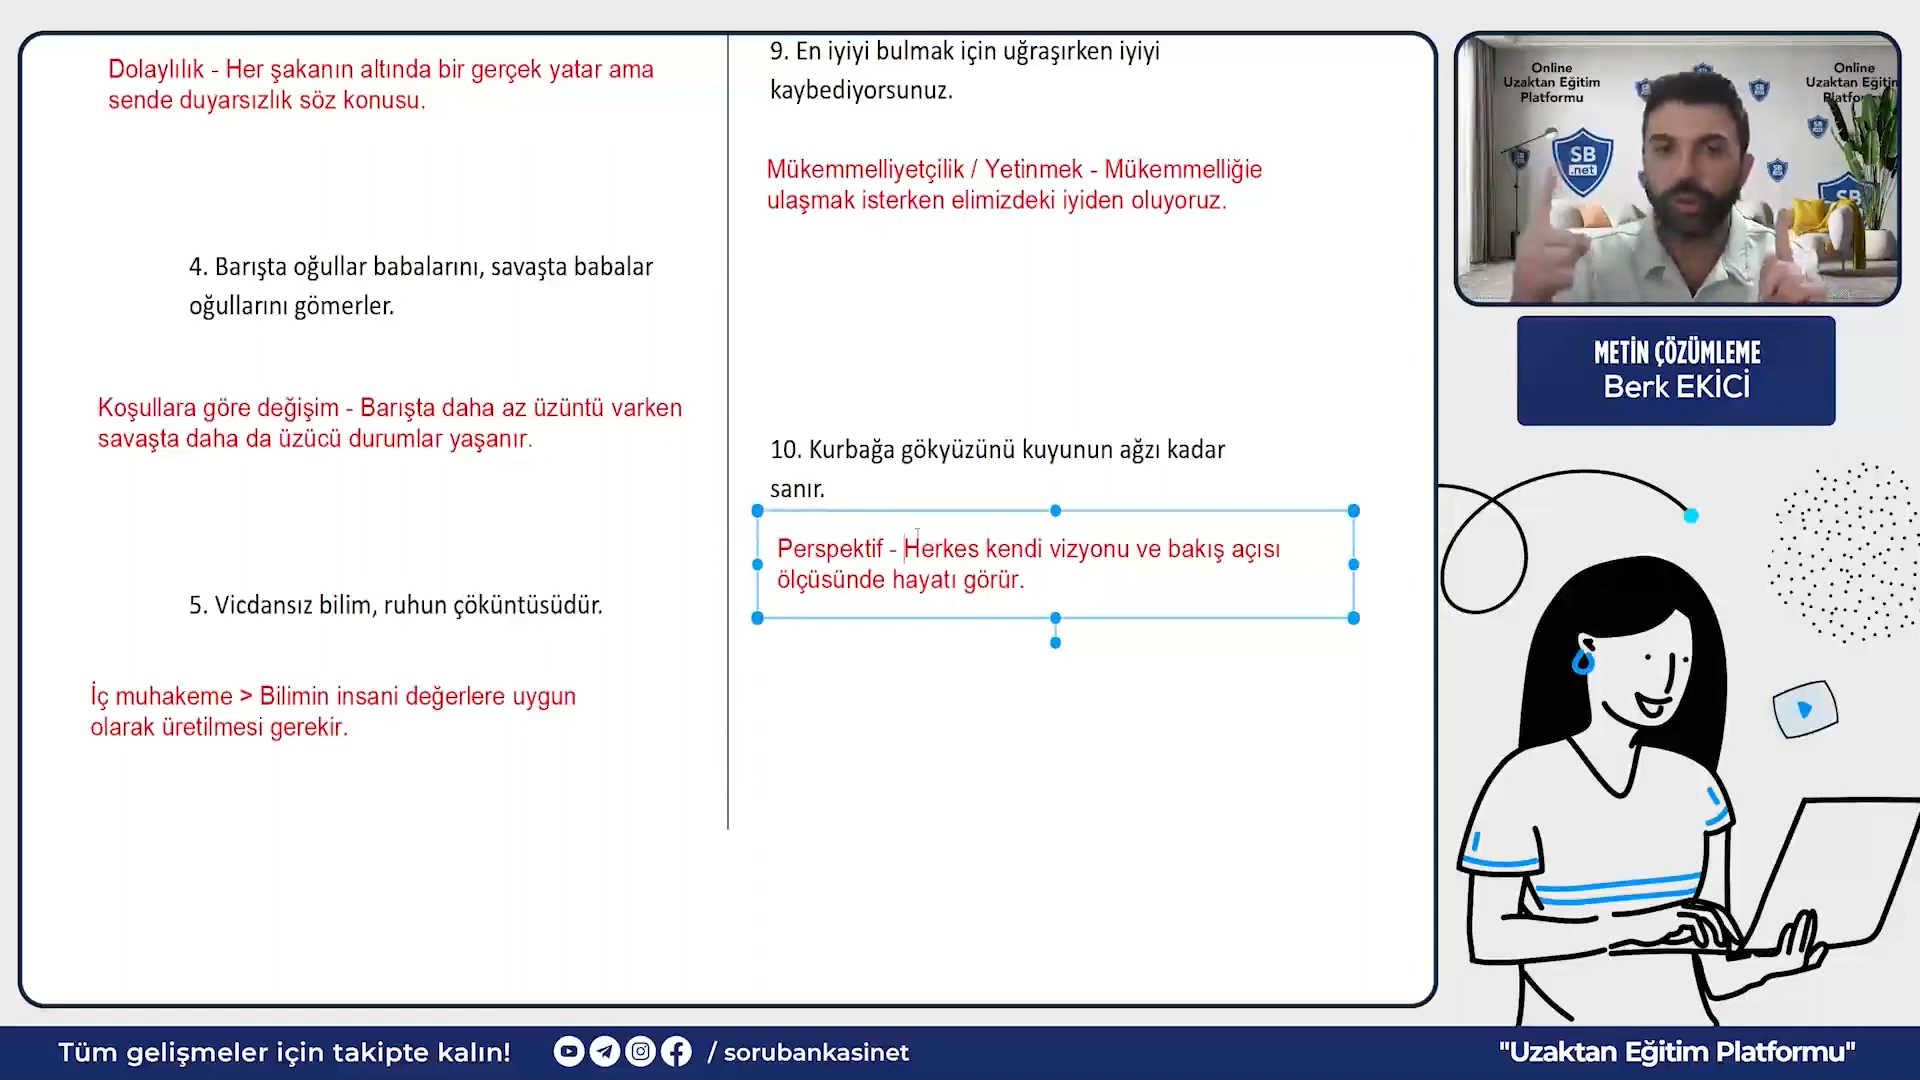 Dolaylılık - Her şakanın altında bir gerçek yatar ama
sende duyarsızlık söz konusu.
4. Barışta oğullar babalarını, savaşta babalar
oğullarını gömerler.
Koşullara göre değişim - Barışta daha az üzüntü varken
savaşta daha da üzücü durumlar yaşanır.
5. Vicdansız bilim, ruhun çöküntüsüdür.
İç muhakeme > Bilimin insani değerlere uygun
olarak üretilmesi gerekir.
9. En iyiyi bulmak için uğraşırken iyiyi
kaybediyorsunuz.
Mükemmelliyetçilik / Yetinmek - Mükemmelliğie
ulaşmak isterken elimizdeki iyiden oluyoruz.
10. Kurbağa gökyüzünü kuyunun ağzı kadar
sanır.
Perspektif - Herkes kendi vizyonu ve bakış açısı
ölçüsünde hayatı görür.
Online
Uzaktan Eğitim
Platformu
SB
.net
Online
Uzaktan Eğitim
SB
METİN ÇÖZÜMLEME
Berk EKİCİ
Tüm gelişmeler için takipte kalın!
/ sorubankasinet
"Uzaktan Eğitim Platformu"